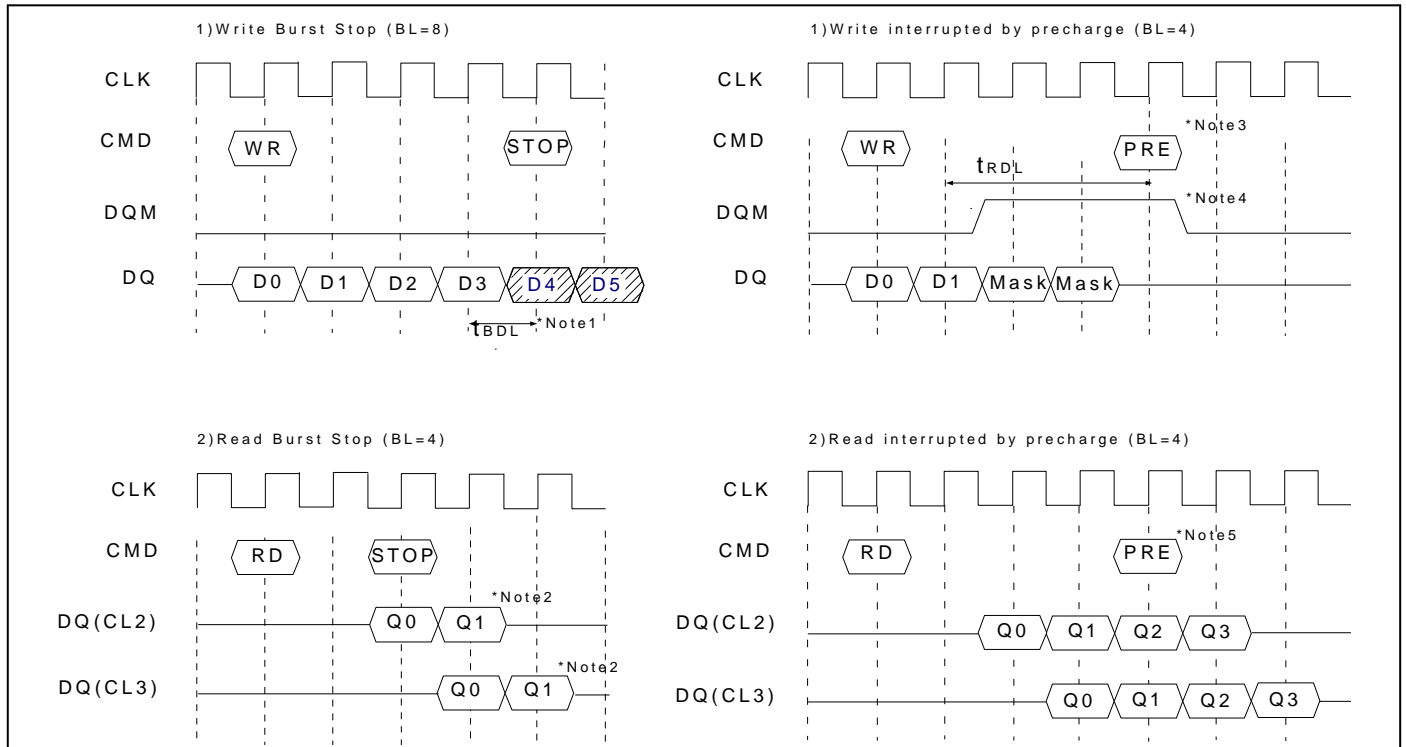 1)Write Burst Stop (BL=8)
CLK
CMD
WR
STOP
DQM
DQ
D0 D1 D2 D3 D4 D5
tBDL *Note1
1)Write interrupted by precharge (BL=4)
CLK
CMD
WR
PRE
*Note3
tRDL
DQM
*Note4
DQ
D0 D1 Mask Mask
2)Read Burst Stop (BL=4)
CLK
CMD
RD
STOP
DQ(CL2)
Q0 Q1
*Note2
DQ(CL3)
Q0 Q1
*Note2
2)Read interrupted by precharge (BL=4)
CLK
CMD
RD
PRE
*Note5
DQ(CL2)
Q0 Q1 Q2 Q3
DQ(CL3)
Q0 Q1 Q2 Q3